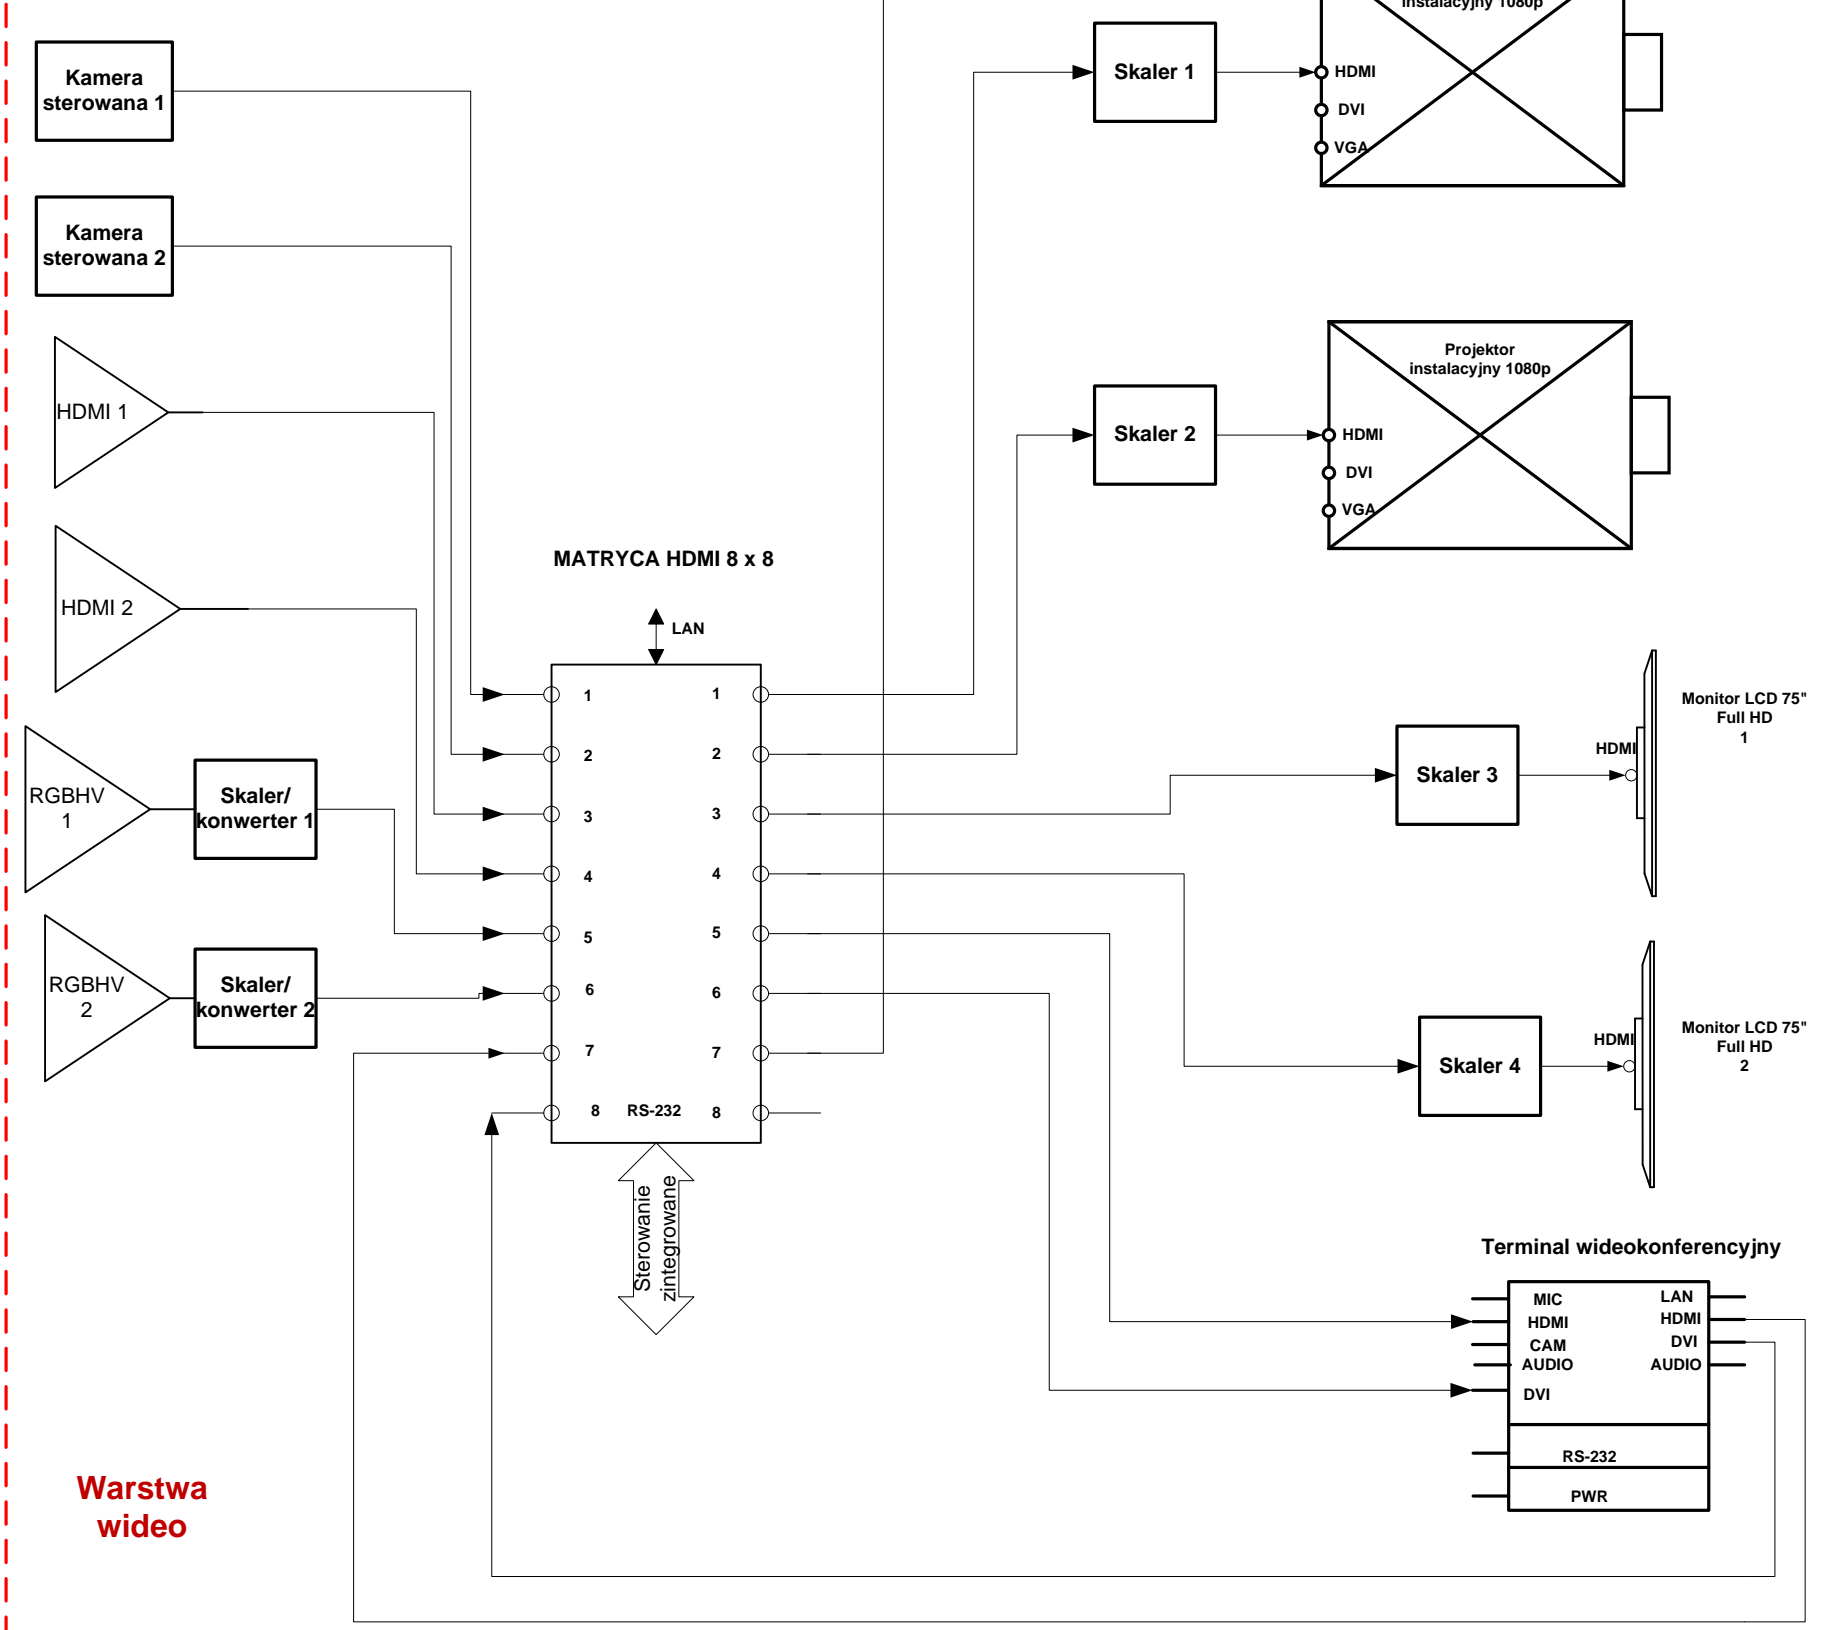 instalacyjny 1080p
Kamera
sterowana 1
Skaler 1
HDMI
DVI
VGA
Kamera
sterowana 2
HDMI 1
Projektor
instalacyjny 1080p
Skaler 2
HDMI
DVI
VGA
HDMI 2
MATRYCA HDMI 8 x 8
LAN
RGBHV
1
Skaler/
konwerter 1
RGBHV
2
Skaler/
konwerter 2
1 1
2 2
3 3
4 4
5 5
6 6
7 7
8 RS-232 8
Sterowanie
zintegrowane
Skaler 3
HDMI
Monitor LCD 75"
Full HD
1
Skaler 4
HDMI
Monitor LCD 75"
Full HD
2
Terminal wideokonferencyjny
MIC LAN
HDMI HDMI
CAM DVI
AUDIO AUDIO
DVI
RS-232
PWR
Warstwa
wideo